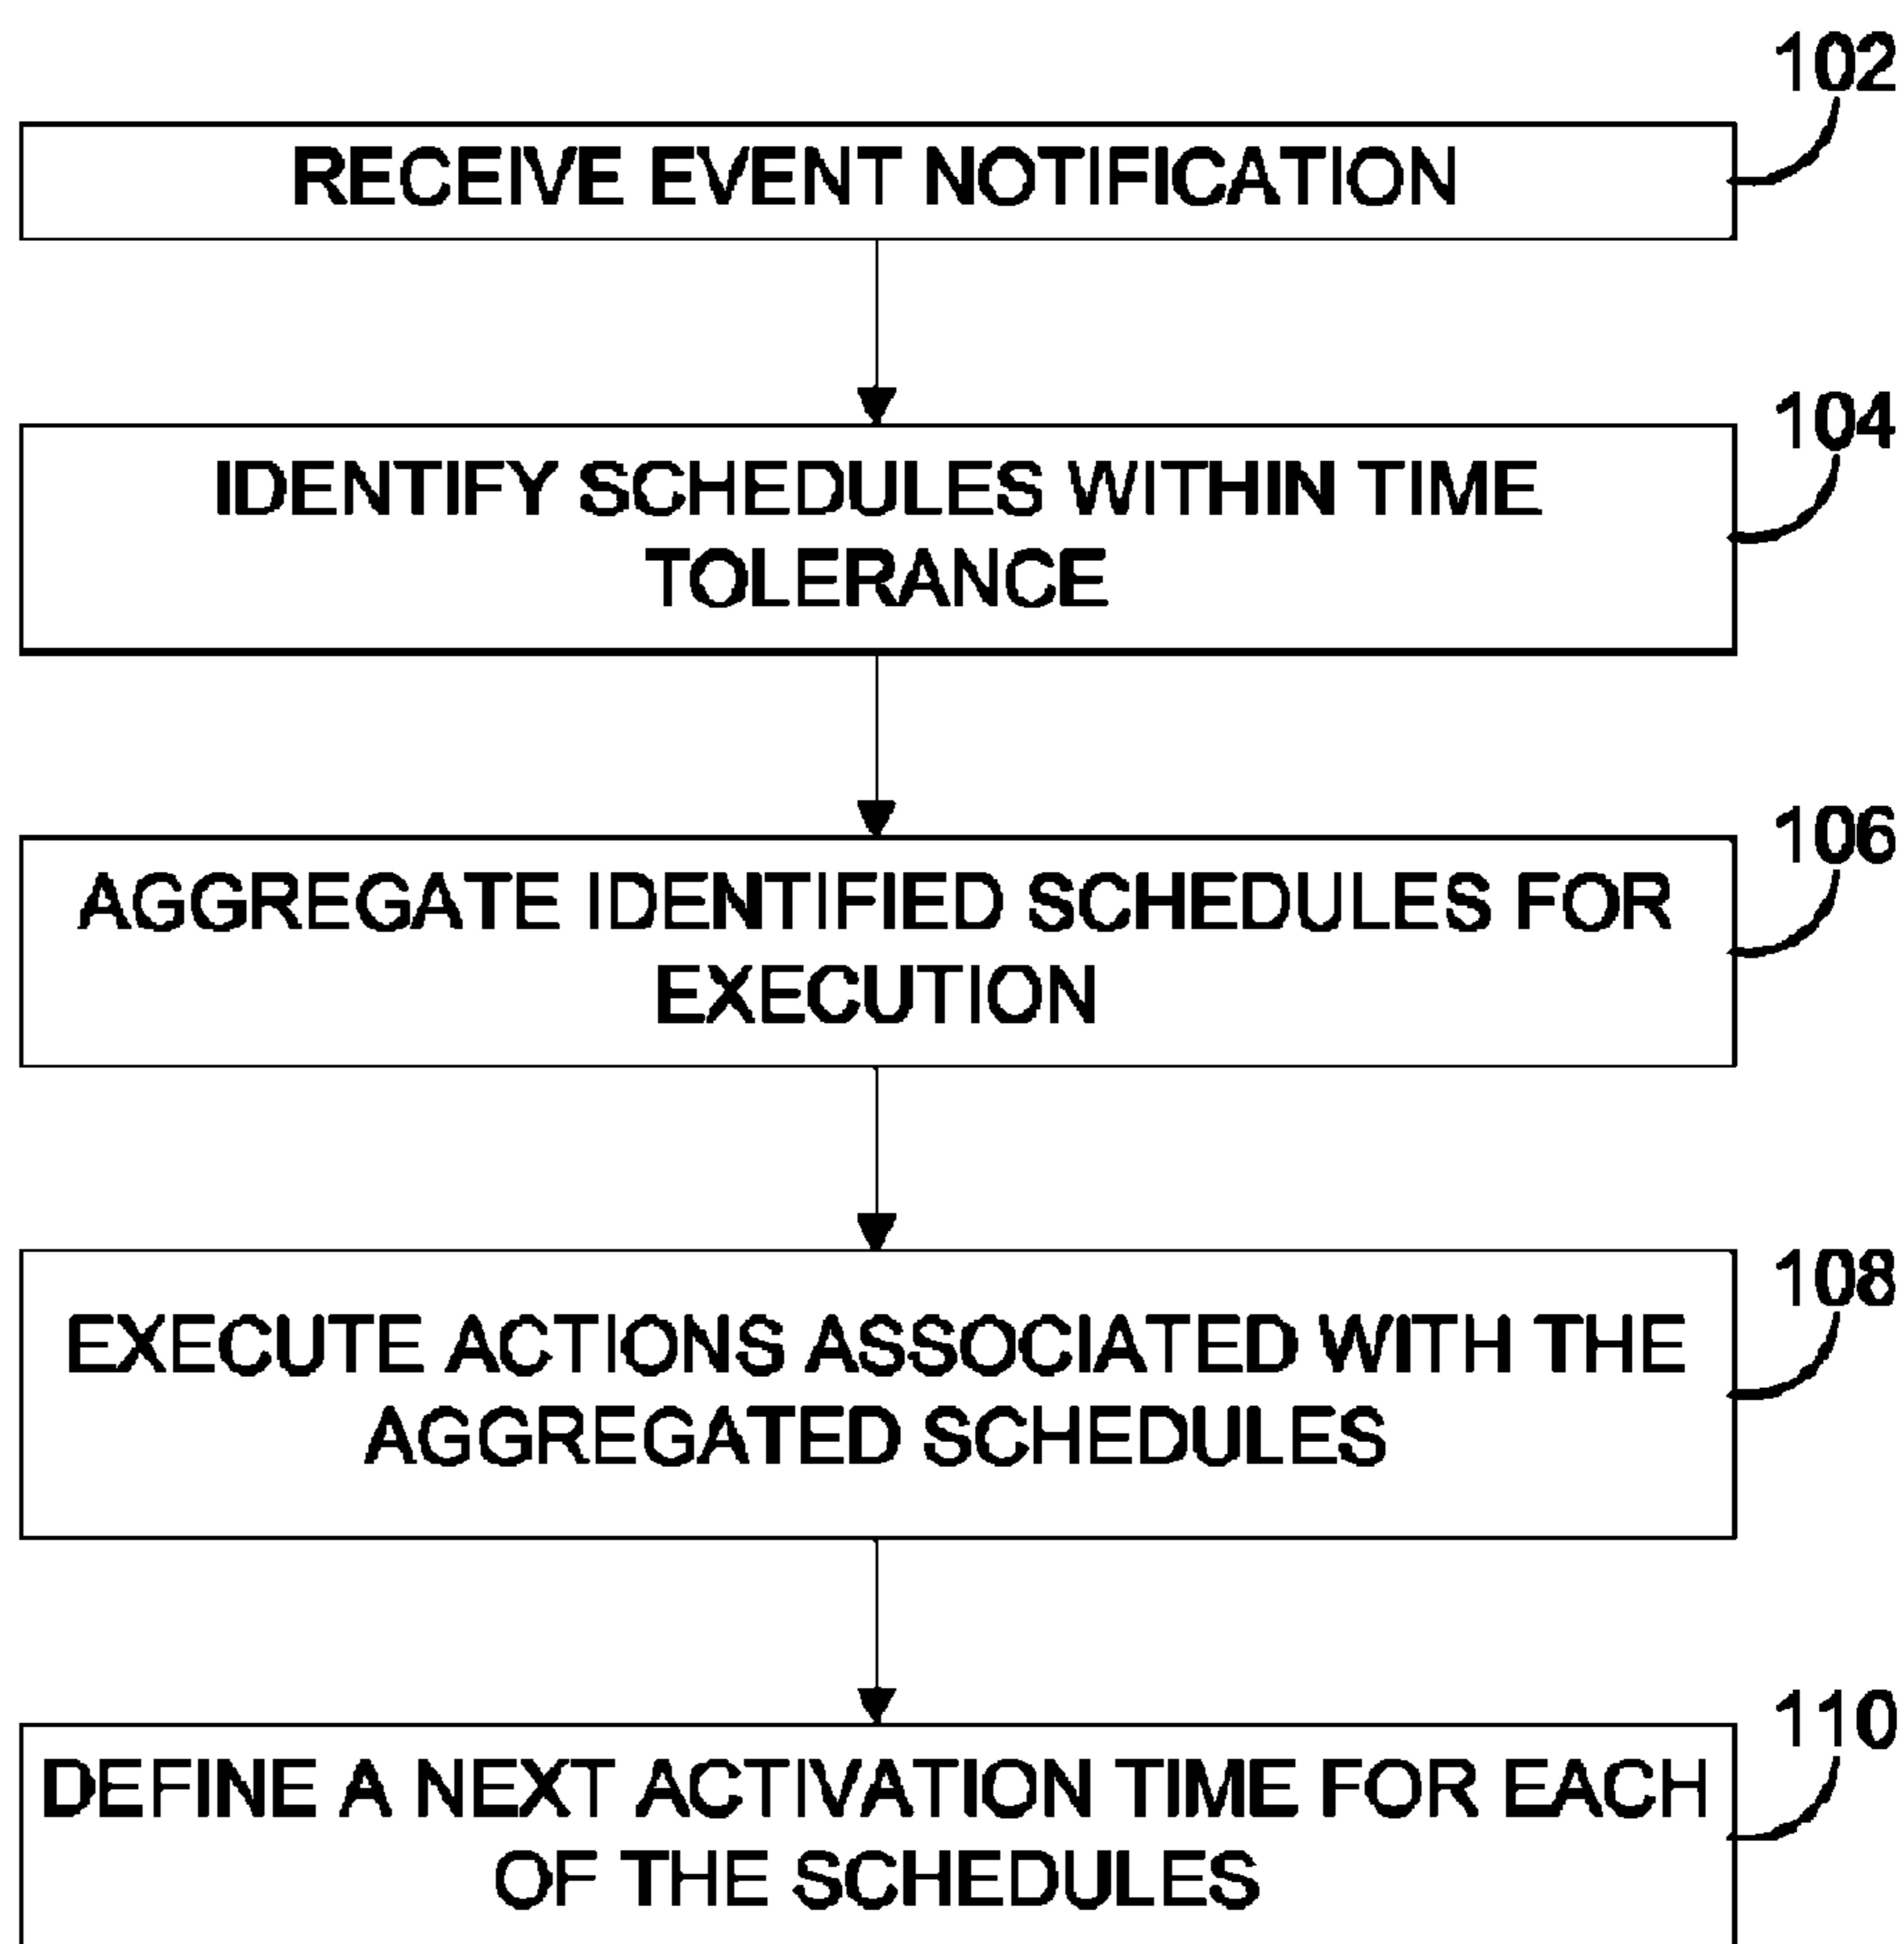 102
RECEIVE EVENT NOTIFICATION
104
IDENTIFY SCHEDULES WITHIN TIME
TOLERANCE
106
AGGREGATE IDENTIFIED SCHEDULES FOR
EXECUTION
108
EXECUTE ACTIONS ASSOCIATED WITH THE
AGGREGATED SCHEDULES
110
DEFINE A NEXT ACTIVATION TIME FOR EACH
OF THE SCHEDULES